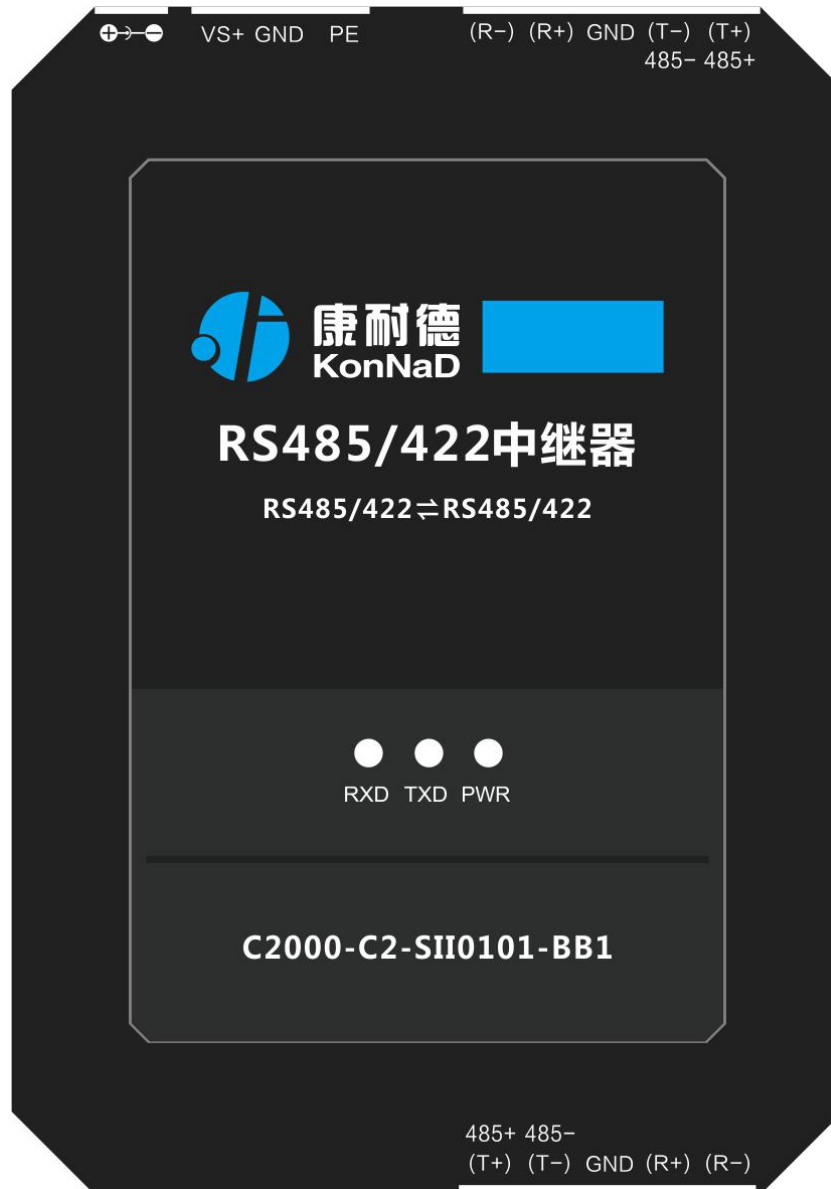 VS+ GND PE (R-) (R+) GND (T-) (T+)
485- 485+
康耐德
KonNaD
RS485/422中继器
RS485/422⇌RS485/422
RXD TXD PWR
C2000-C2-SII0101-BB1
485+ 485-
(T+) (T-) GND (R+) (R-)